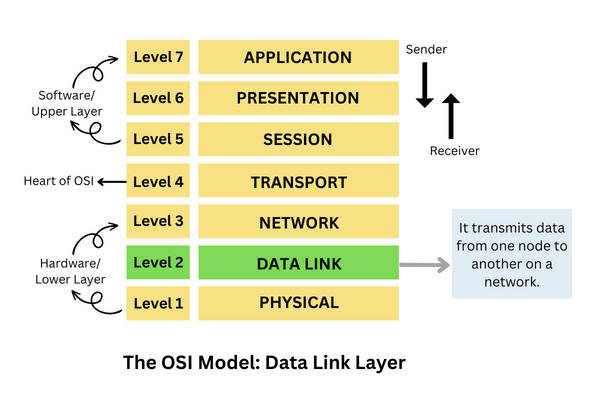 Level 7 APPLICATION
Sender
Level 6 PRESENTATION
Software/
Upper Layer
Level 5 SESSION
Receiver
Heart of OSI
Level 4 TRANSPORT
Level 3 NETWORK
Hardware/
Lower Layer
Level 2 DATA LINK
It transmits data
from one node to
another on a
network.
Level 1 PHYSICAL
The OSI Model: Data Link Layer